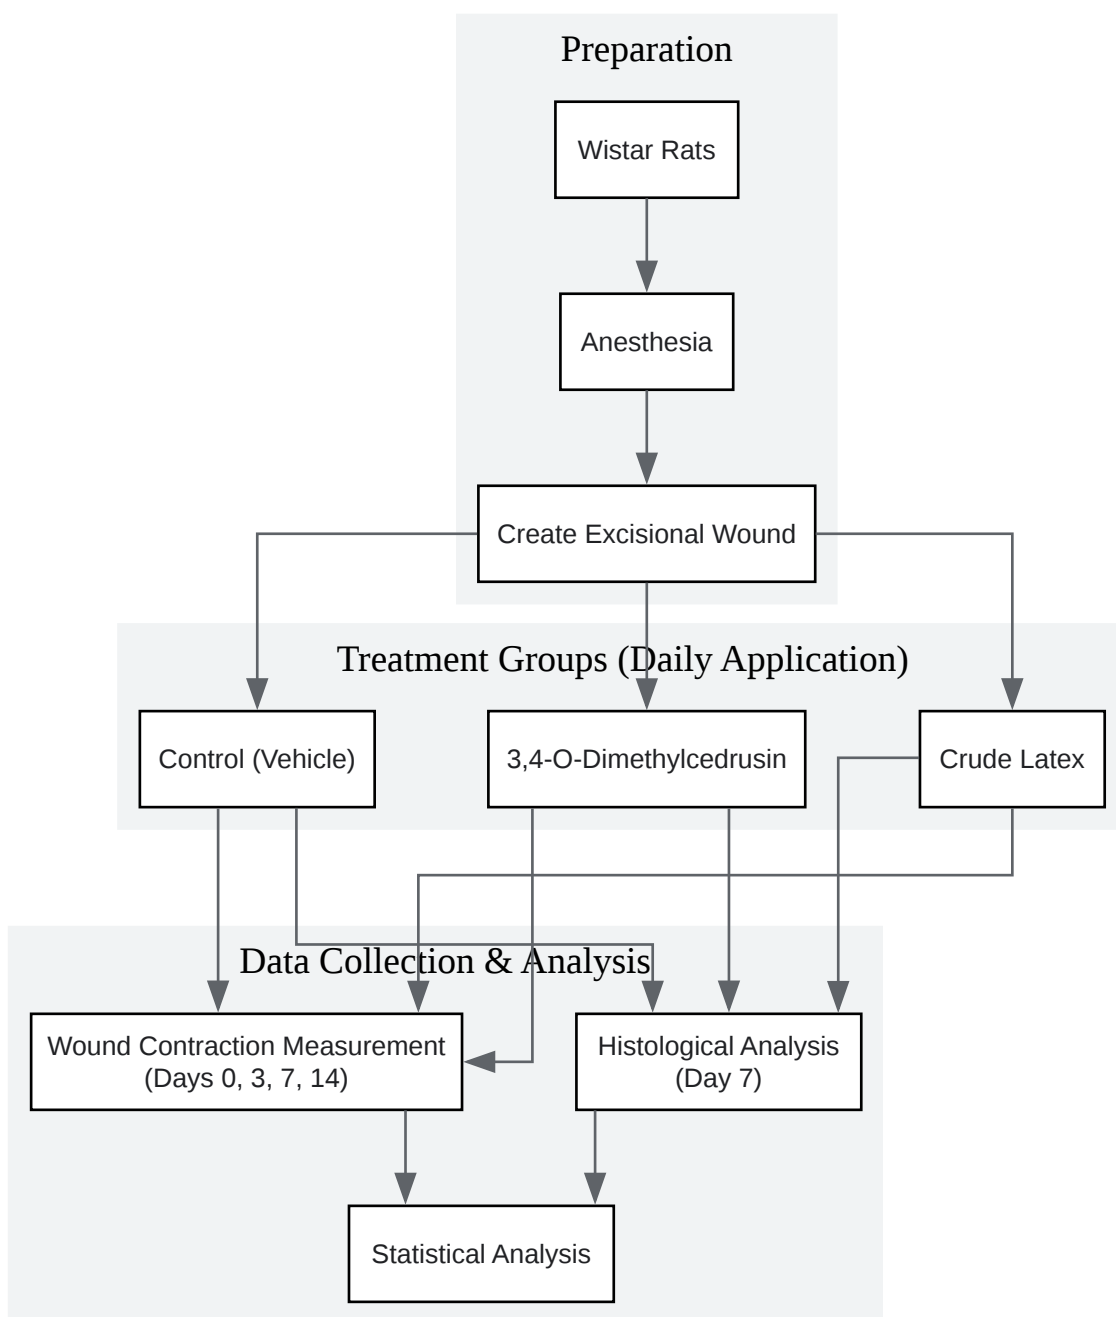 Preparation
Wistar Rats
Anesthesia
Create Excisional Wound
Treatment Groups (Daily Application)
Control (Vehicle)
3,4-O-Dimethylcedrusin
Crude Latex
Data Collection & Analysis
Wound Contraction Measurement
(Days 0, 3, 7, 14)
Histological Analysis
(Day 7)
Statistical Analysis